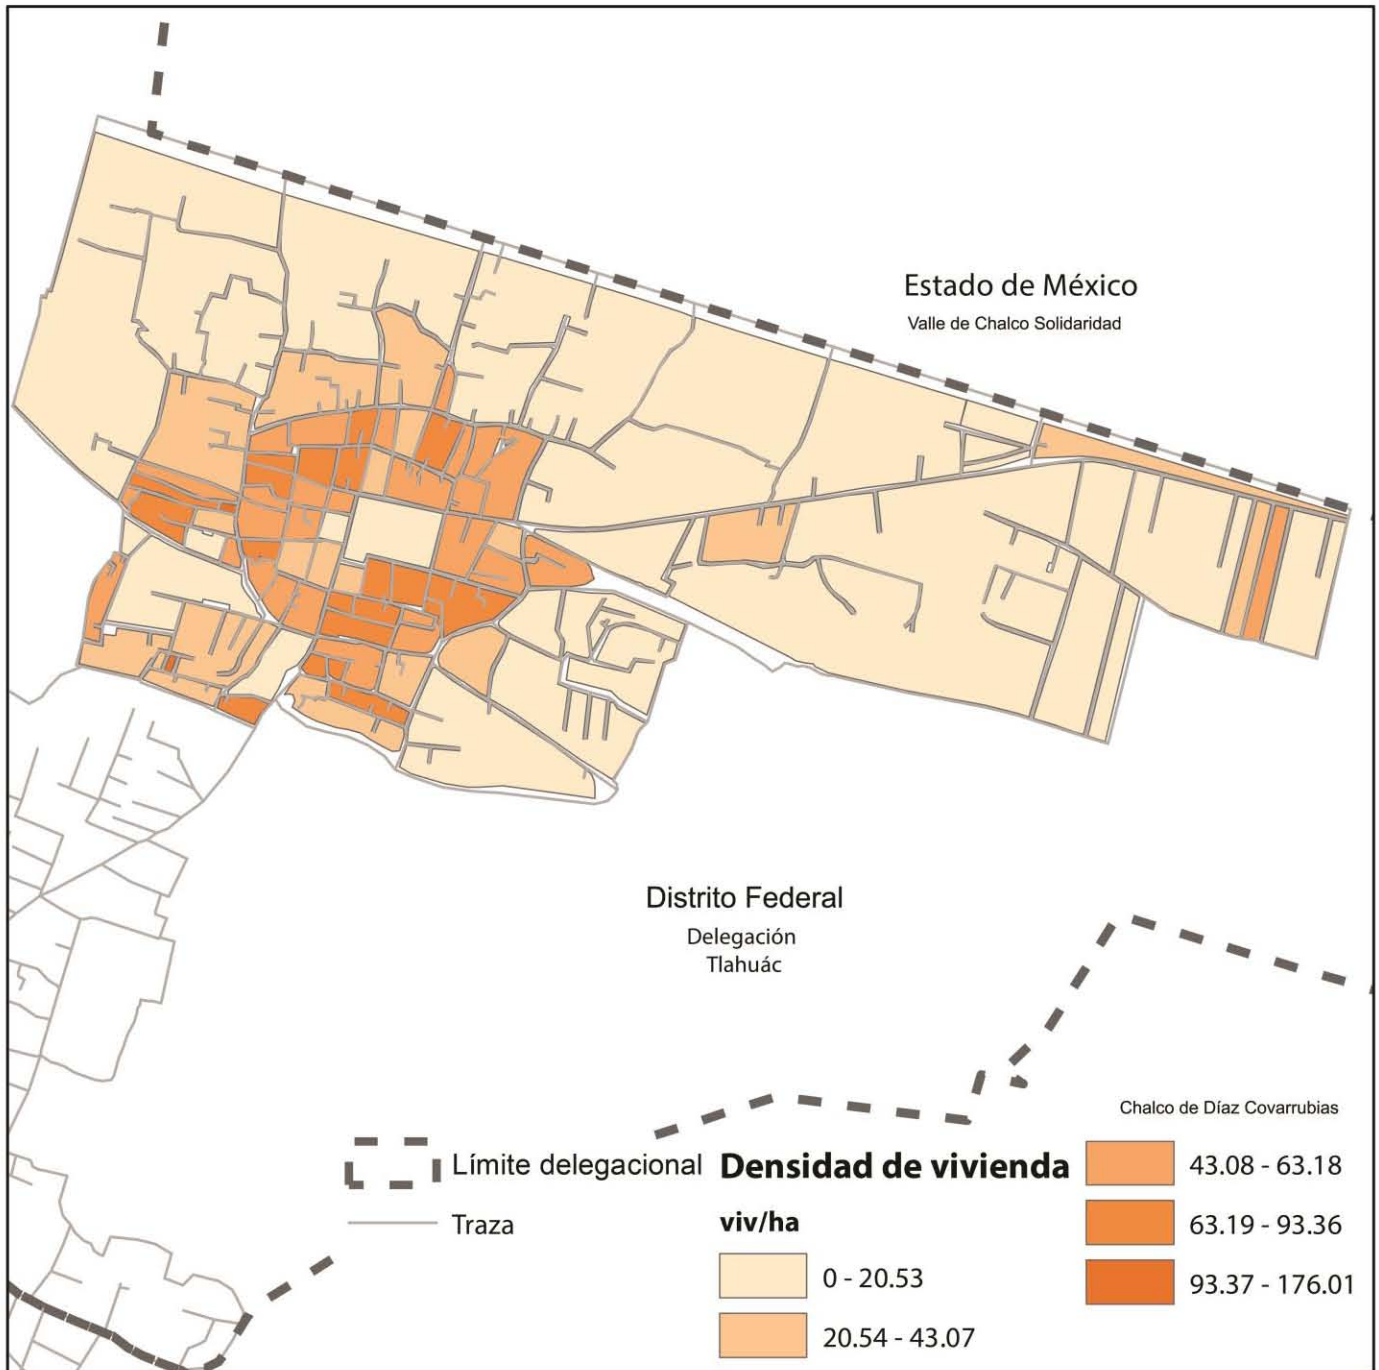 Estado de México
Valle de Chalco Solidaridad
Distrito Federal
Delegación
Tlahuác
Chalco de Díaz Covarrubias
Límite delegacional
Traza
Densidad de vivienda
viv/ha
0 - 20.53
20.54 - 43.07
43.08 - 63.18
63.19 - 93.36
93.37 - 176.01